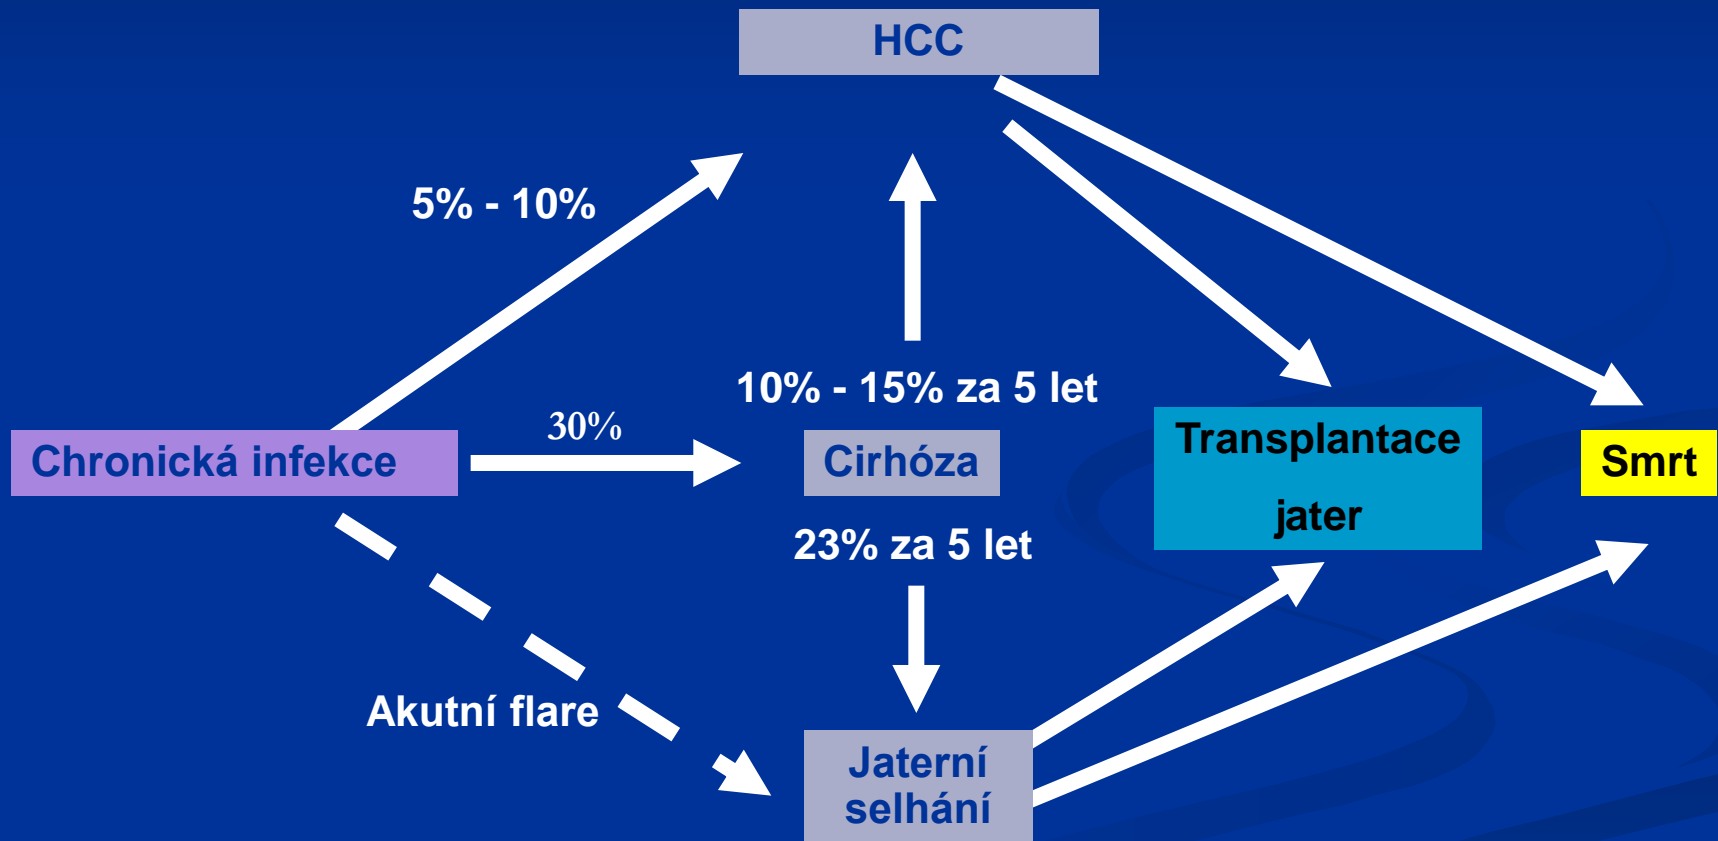 HCC
5% - 10%
10% - 15% za 5 let
30%
Chronická infekce
Cirhóza
Transplantace
jater
Smrt
23% za 5 let
Akutní flare
Jaterní
selhání